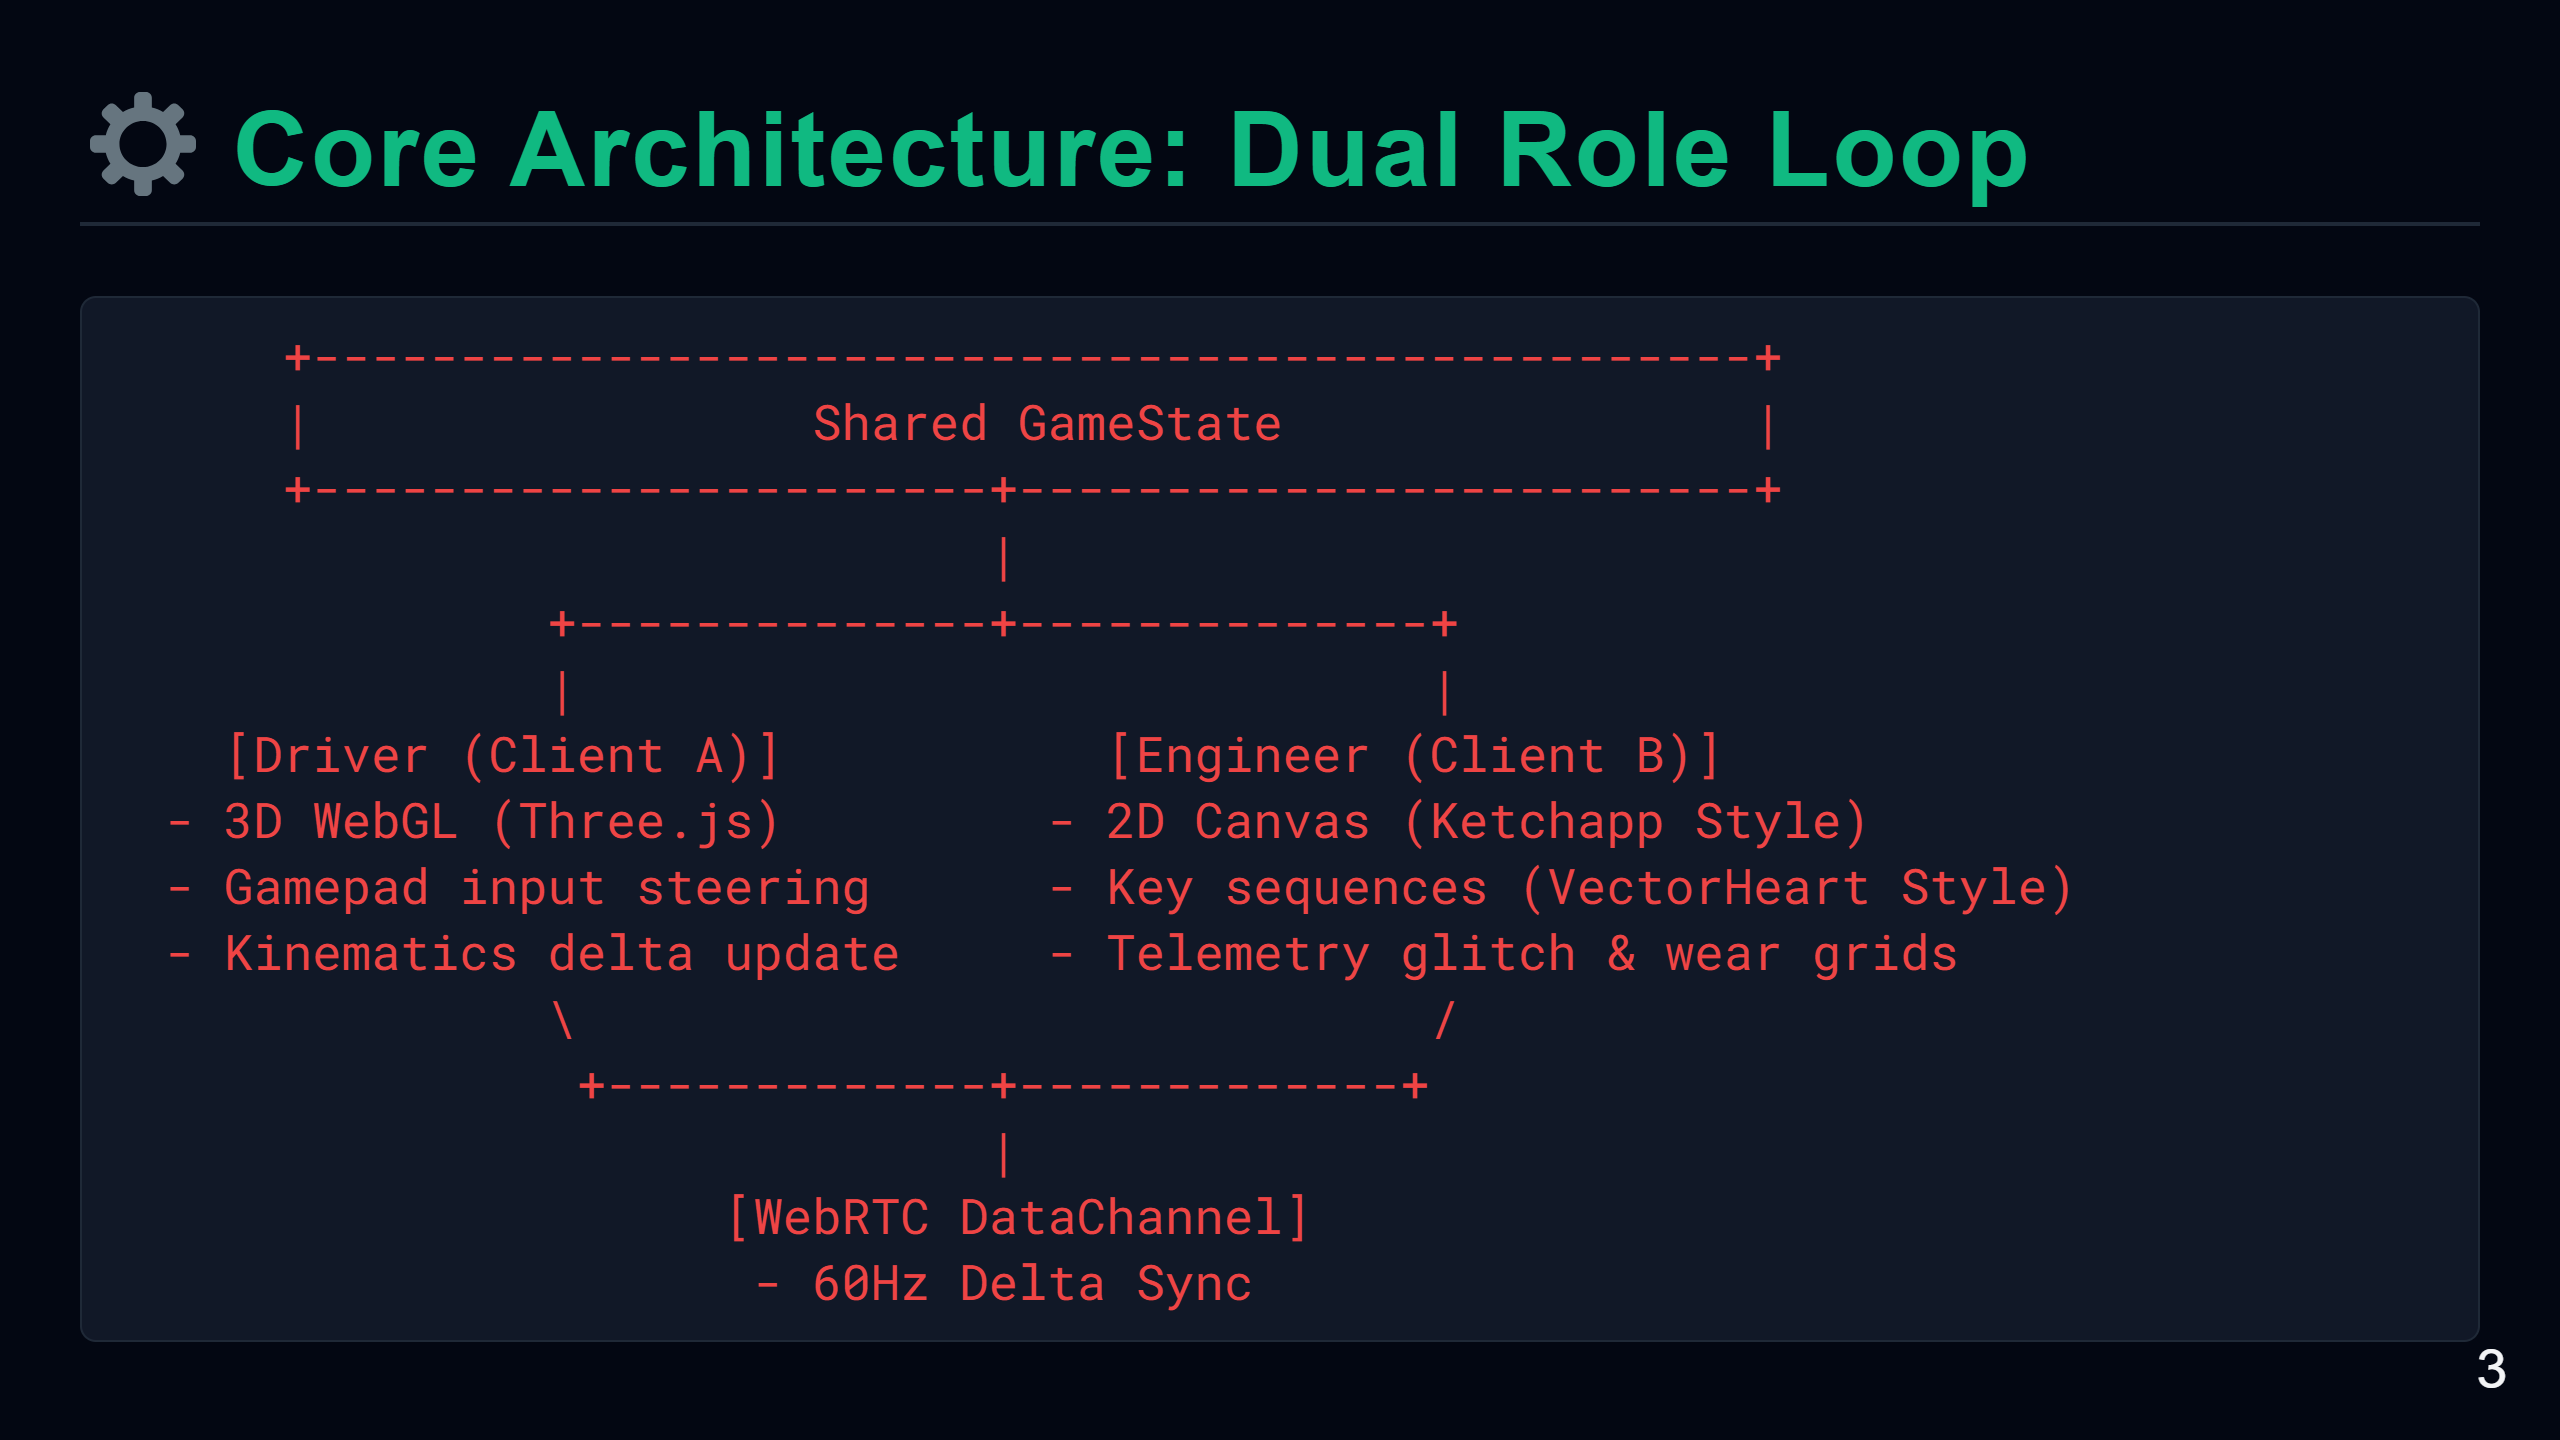 Core Architecture: Dual Role Loop
+-------------------------------------------------+
| Shared GameState |
+-----------------------+-------------------------+
|
+--------------+--------------+
| |
[Driver (Client A)] [Engineer (Client B)]
- 3D WebGL (Three.js) - 2D Canvas (Ketchapp Style)
- Gamepad input steering - Key sequences (VectorHeart Style)
- Kinematics delta update - Telemetry glitch & wear grids
\ /
+-------------+-------------+
|
[WebRTC DataChannel]
- 60Hz Delta Sync
3